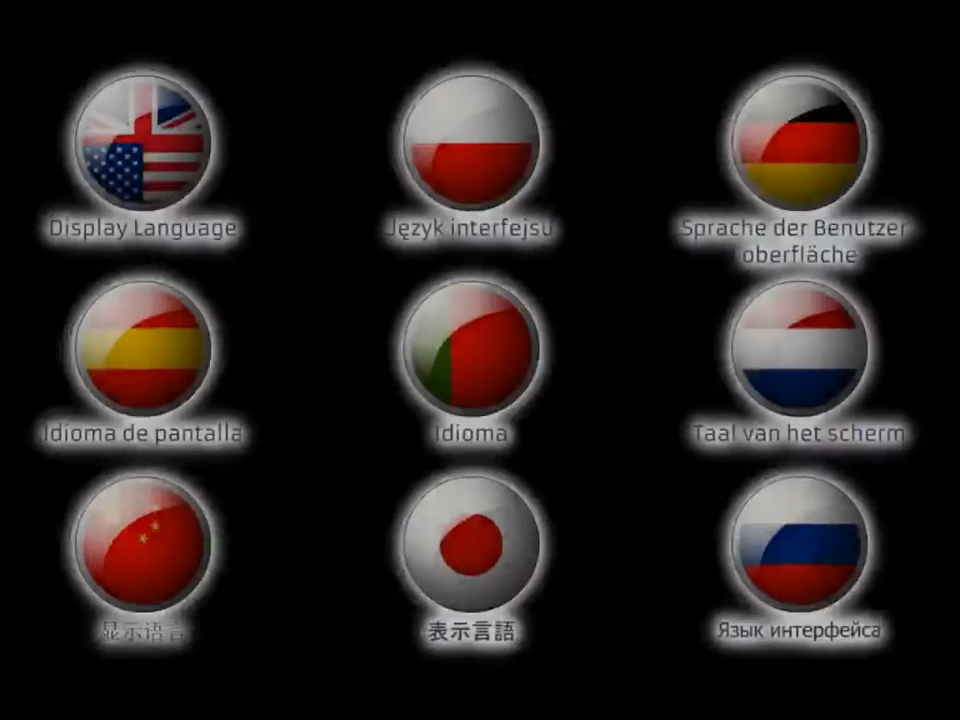 Display Language
Język interfejsu
Sprache der Benutzer
oberfläche
Idioma de pantalla
Idioma
Taal van het scherm
显示语言
表示言語
Язык интерфейса